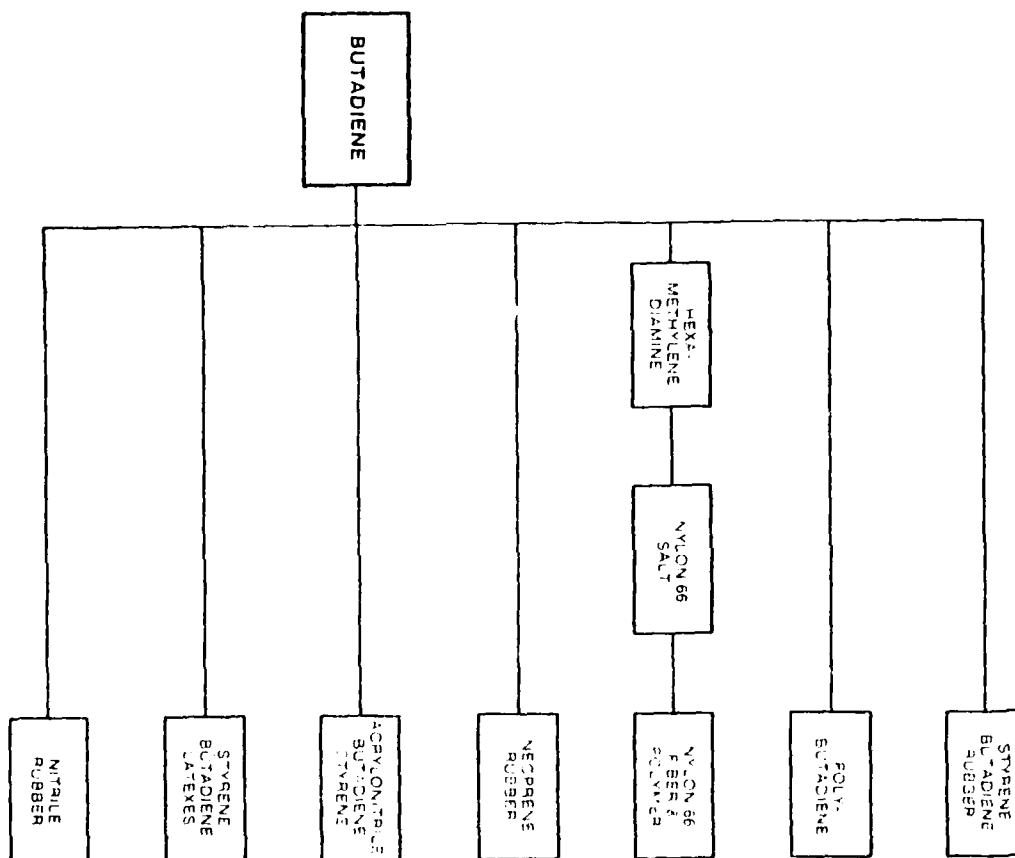 BUTADIENE
STYRENE
BUTADIENE
RUBBER
POLY-
BUTADIENE
HEXA-
METHYLENE
DIAMINE
NYLON 66
SALT
NYLON 66
FIBER &
POLYMER
NEOPRENE
RUBBER
ACRYLONITRILE
BUTADIENE
STYRENE
STYRENE
BUTADIENE
LATEXES
NITRILE
RUBBER